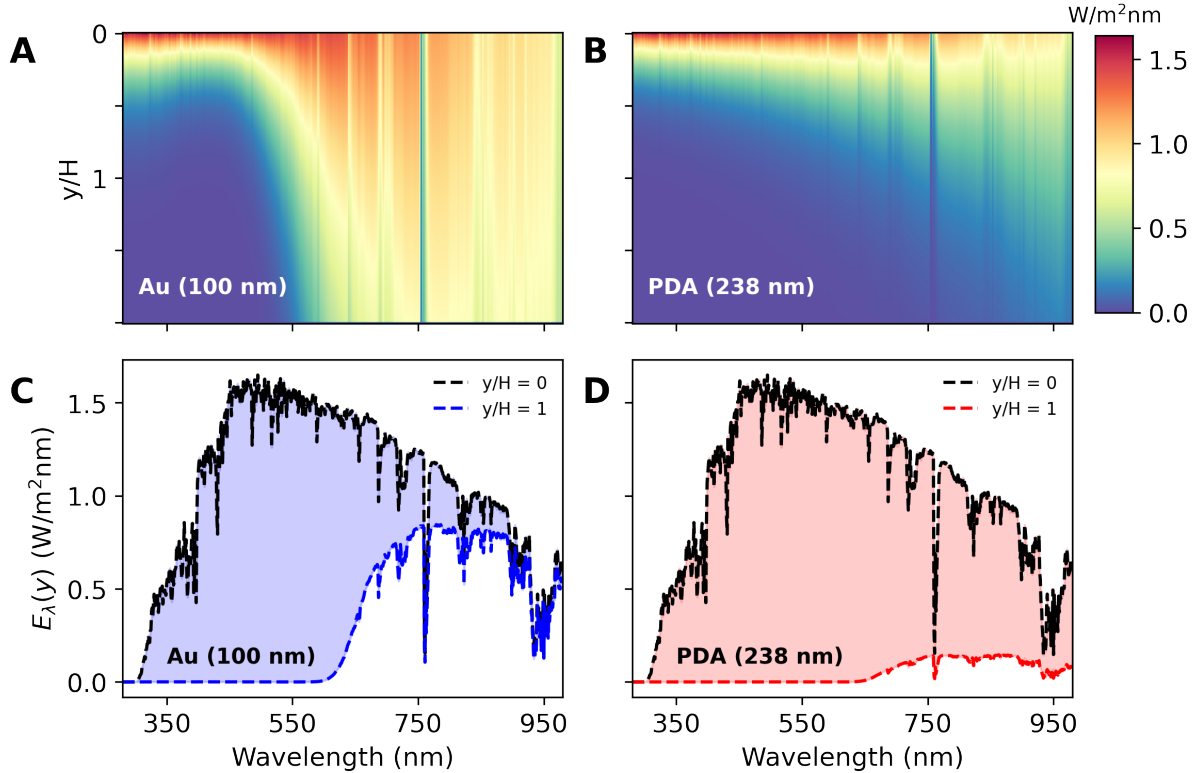 W/m²nm
A
B
0
1
y/H
Au (100 nm)
PDA (238 nm)
1.5
1.0
0.5
0.0
C
D
y/H = 0
y/H = 1
y/H = 0
y/H = 1
1.5
1.0
0.5
0.0
E_λ(y) (W/m²nm)
Au (100 nm)
PDA (238 nm)
350 550 750 950
350 550 750 950
Wavelength (nm)
Wavelength (nm)